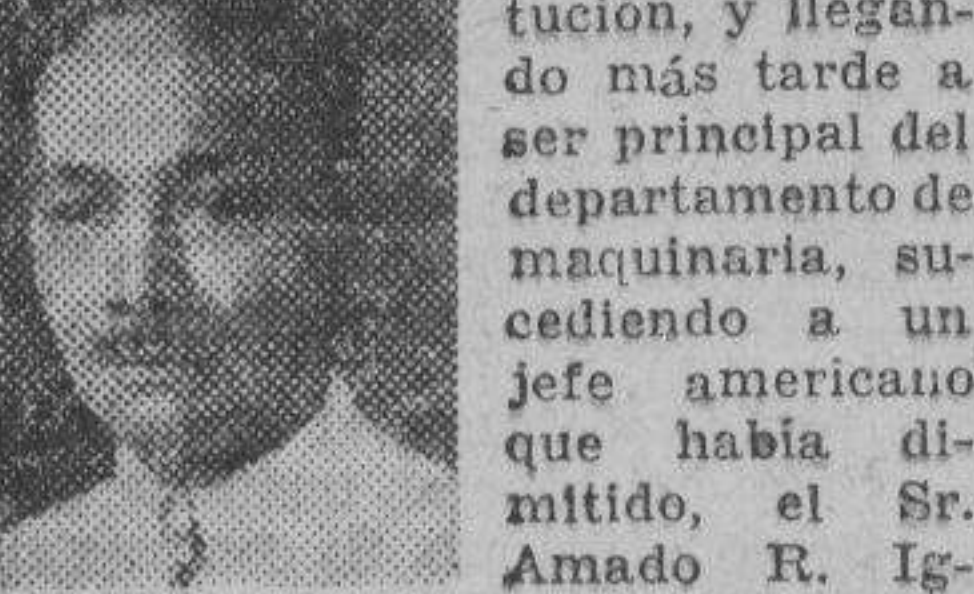 tución, y llegan-
do más tarde a
ser principal del
departamento de
maquinaria, su-
cediendo a un
jefe americano
que había di-
mitido, el Sr.
Amado R. Ig-